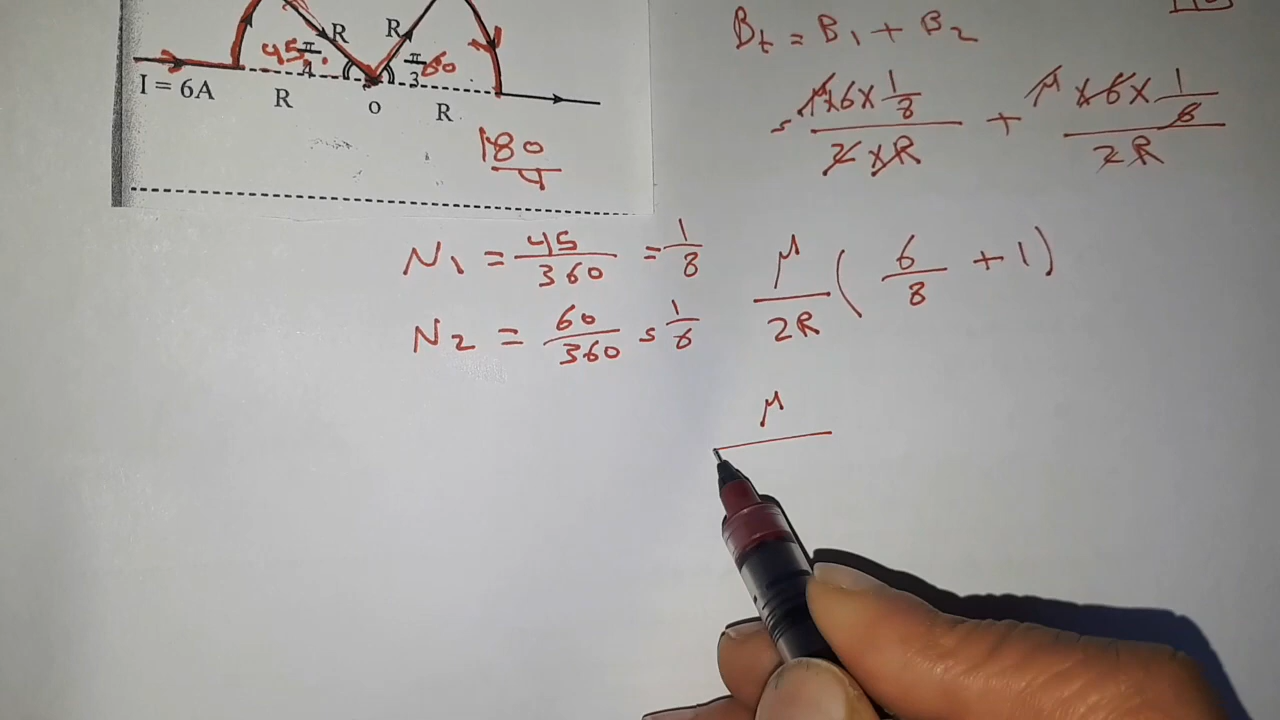 R R
45 π/4 π/3 60
I = 6A R o R
180/4
B_t = B_1 + B_2
= (μ×6×1/8)/(2×R) + (μ×6×1/6)/(2R)
N_1 = 45/360 = 1/8
N_2 = 60/360 = 1/6
μ/2R (6/8 + 1)
μ